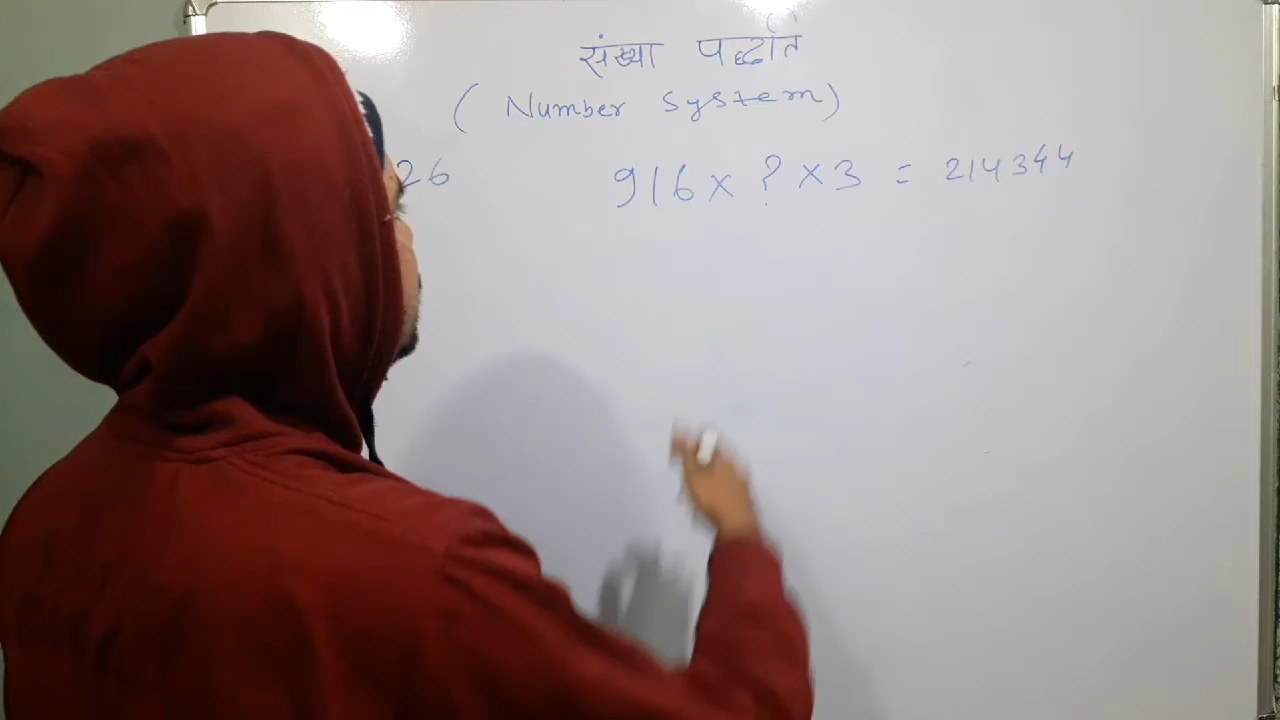 संख्या पद्धति
( Number System )
26 916 x ? x 3 = 214344